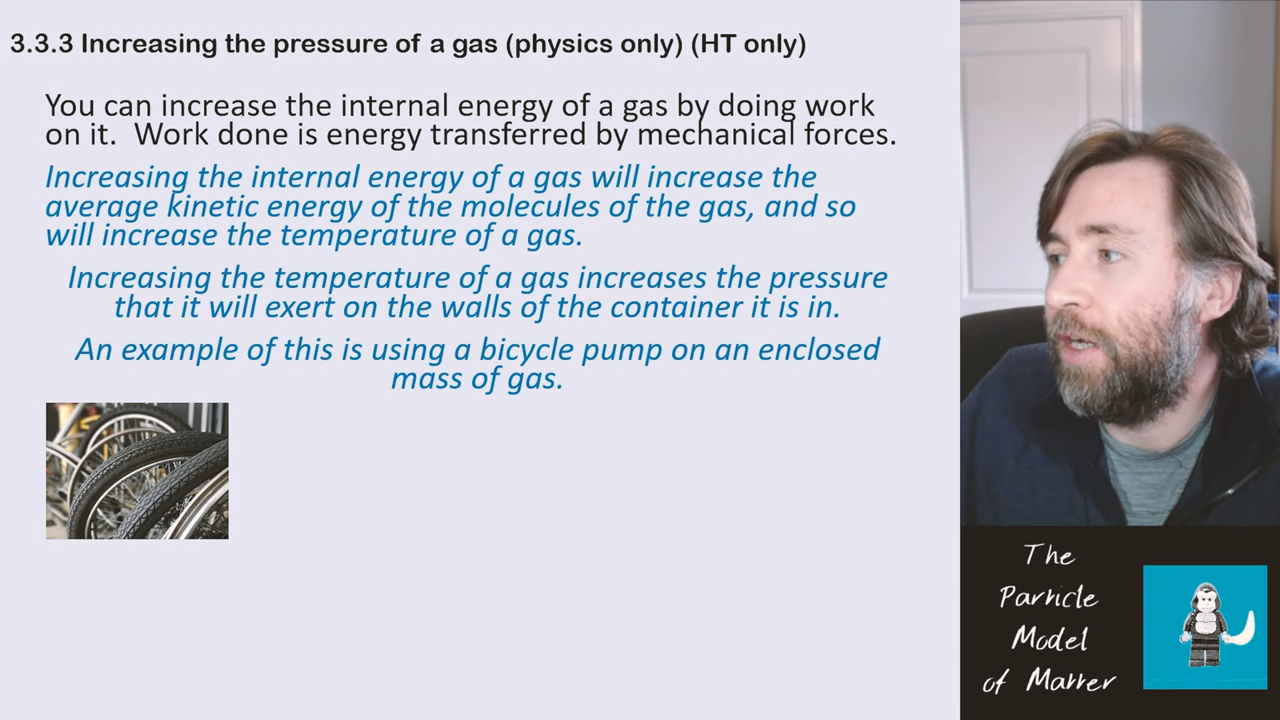 3.3.3 Increasing the pressure of a gas (physics only) (HT only)
You can increase the internal energy of a gas by doing work
on it. Work done is energy transferred by mechanical forces.
Increasing the internal energy of a gas will increase the
average kinetic energy of the molecules of the gas, and so
will increase the temperature of a gas.
Increasing the temperature of a gas increases the pressure
that it will exert on the walls of the container it is in.
An example of this is using a bicycle pump on an enclosed
mass of gas.
The
Particle
Model
of Matter